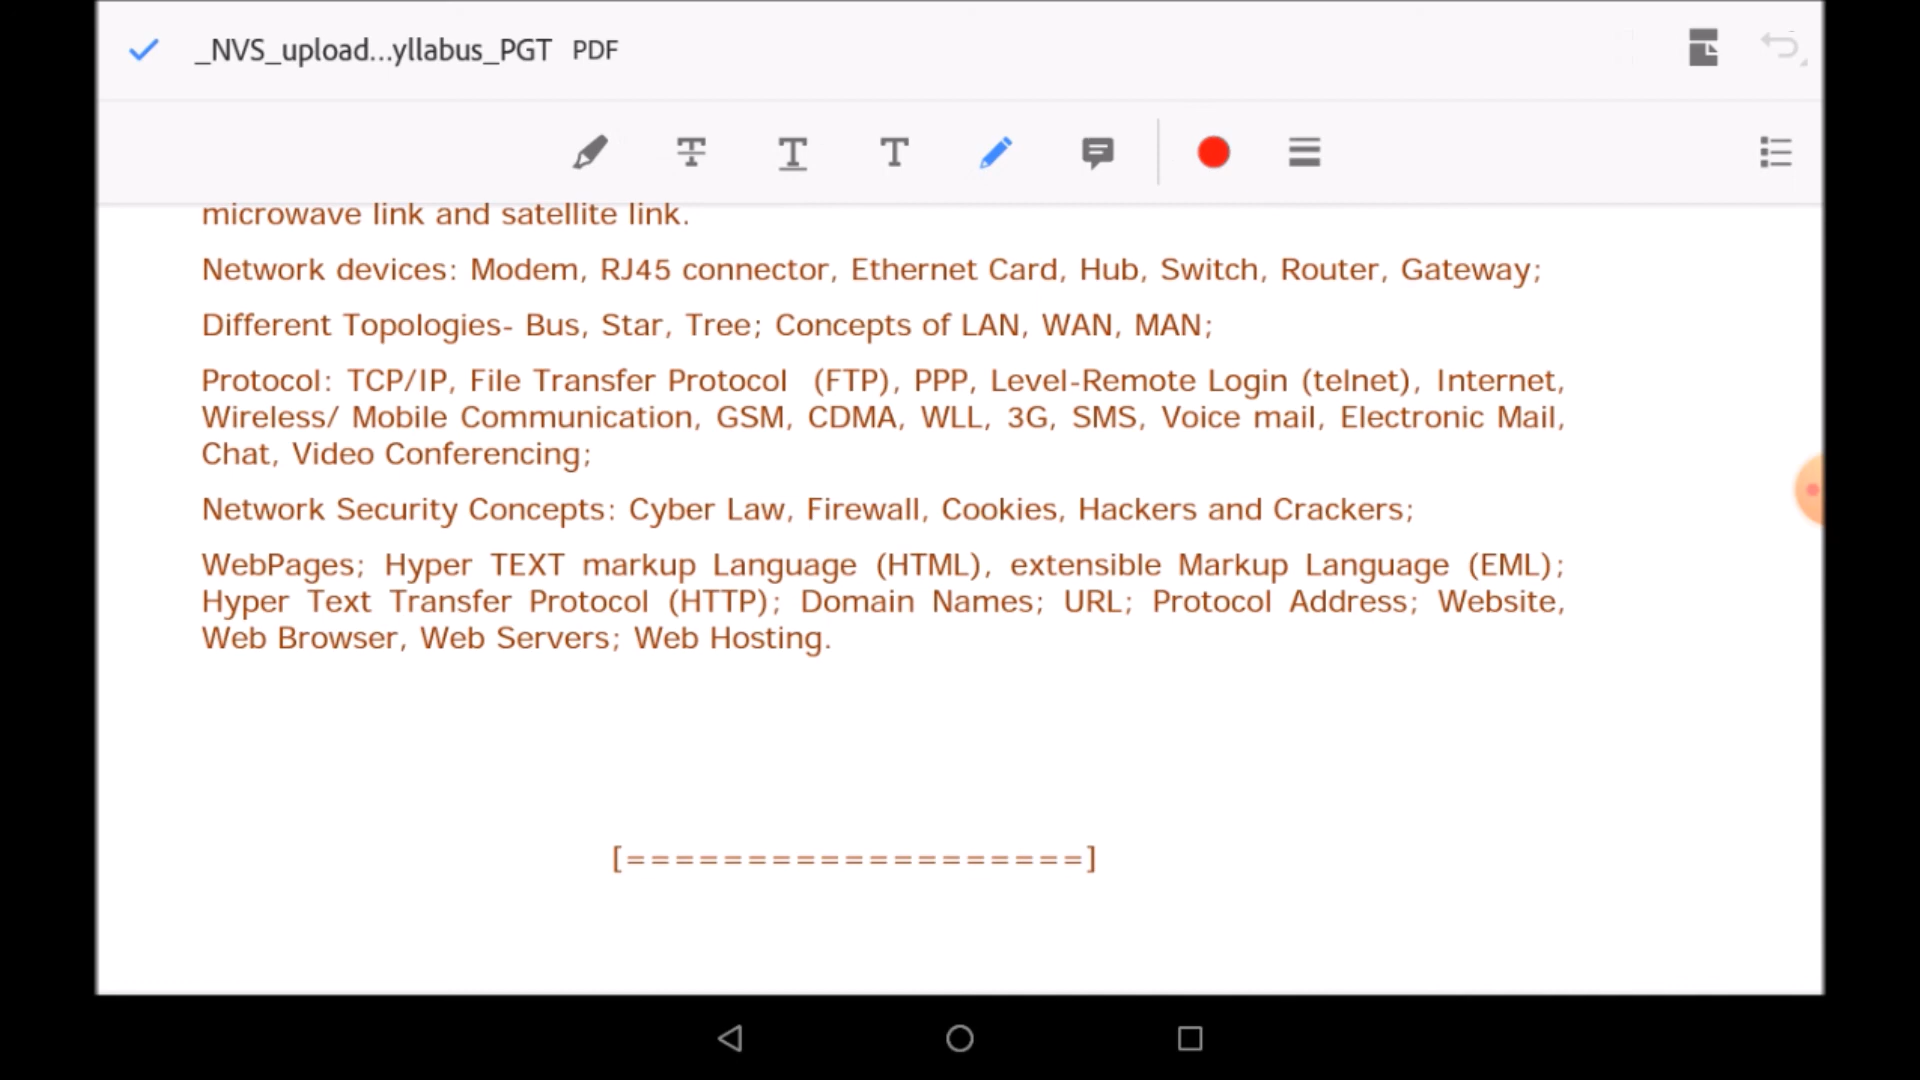 _NVS_upload...yllabus_PGT PDF
microwave link and satellite link.
Network devices: Modem, RJ45 connector, Ethernet Card, Hub, Switch, Router, Gateway;
Different Topologies- Bus, Star, Tree; Concepts of LAN, WAN, MAN;
Protocol: TCP/IP, File Transfer Protocol (FTP), PPP, Level-Remote Login (telnet), Internet,
Wireless/ Mobile Communication, GSM, CDMA, WLL, 3G, SMS, Voice mail, Electronic Mail,
Chat, Video Conferencing;
Network Security Concepts: Cyber Law, Firewall, Cookies, Hackers and Crackers;
WebPages; Hyper TEXT markup Language (HTML), extensible Markup Language (EML);
Hyper Text Transfer Protocol (HTTP); Domain Names; URL; Protocol Address; Website,
Web Browser, Web Servers; Web Hosting.
[===================]